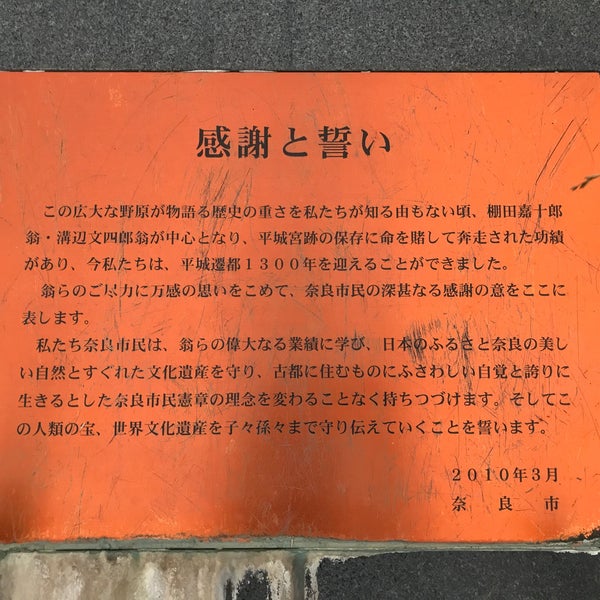 感謝と誓い
この広大な野原が物語る歴史の重さを私たちが知る由もない頃、棚田嘉十郎
翁・溝辺文四郎翁が中心となり、平城宮跡の保存に命を賭して奔走された功績
があり、今私たちは、平城遷都1300年を迎えることができました。
翁らのご尽力に万感の思いをこめて、奈良市民の深甚なる感謝の意をここに
表します。
私たち奈良市民は、翁らの偉大なる業績に学び、日本のふるさと奈良の美し
い自然とすぐれた文化遺産を守り、古都に住むものにふさわしい自覚と誇りに
生きるとした奈良市民憲章の理念を変わることなく持ちつづけます。そしてこ
の人類の宝、世界文化遺産を子々孫々まで守り伝えていくことを誓います。
2010年3月
奈良市